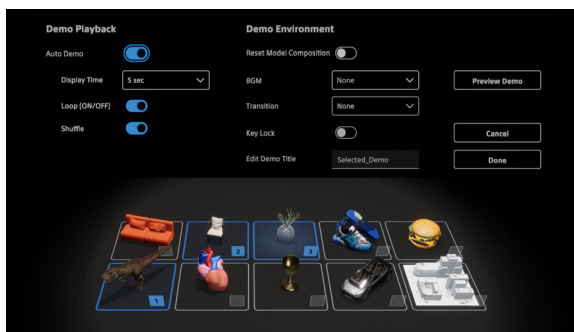 Demo Playback
Auto Demo
Display Time 5 sec
Loop (ON/OFF)
Shuffle
Demo Environment
Reset Model Composition
BGM None
Transition None
Key Lock
Edit Demo Title Selected_Demo
Preview Demo
Cancel
Done
2
3
1